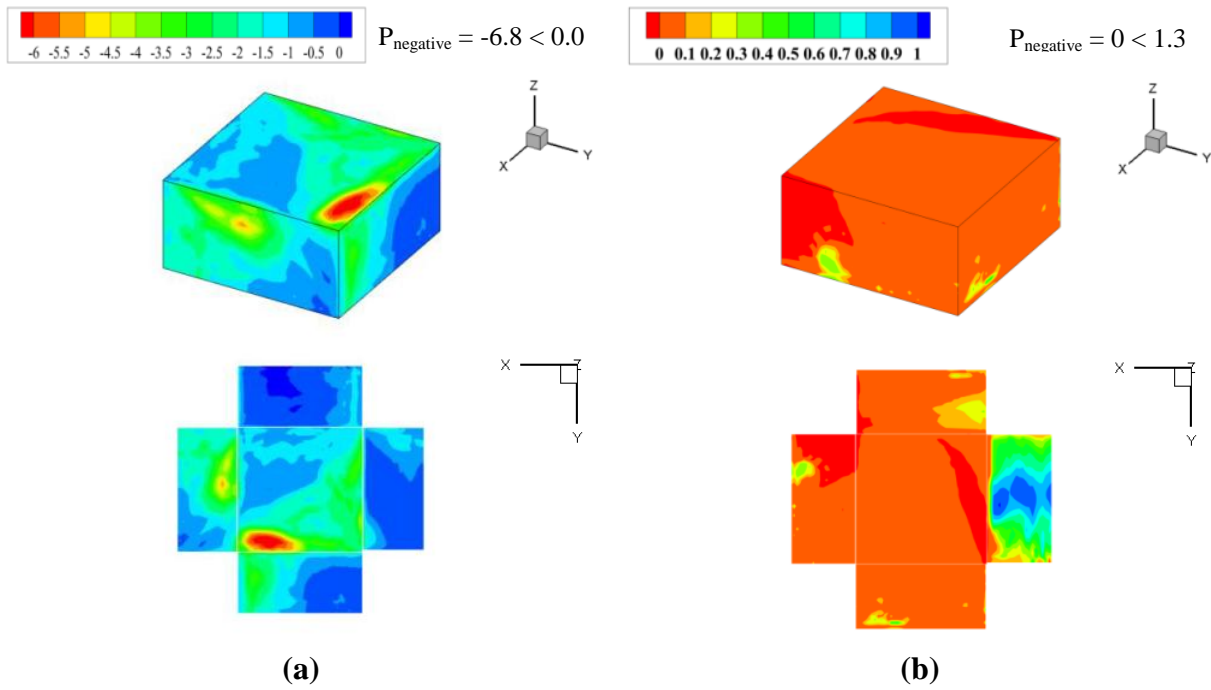 -6 -5.5 -5 -4.5 -4 -3.5 -3 -2.5 -2 -1.5 -1 -0.5 0
P_negative = -6.8 < 0.0
0 0.1 0.2 0.3 0.4 0.5 0.6 0.7 0.8 0.9 1
P_negative = 0 < 1.3
Z
X
Y
Z
X
Y
X
Z
Y
X
Z
Y
(a)
(b)